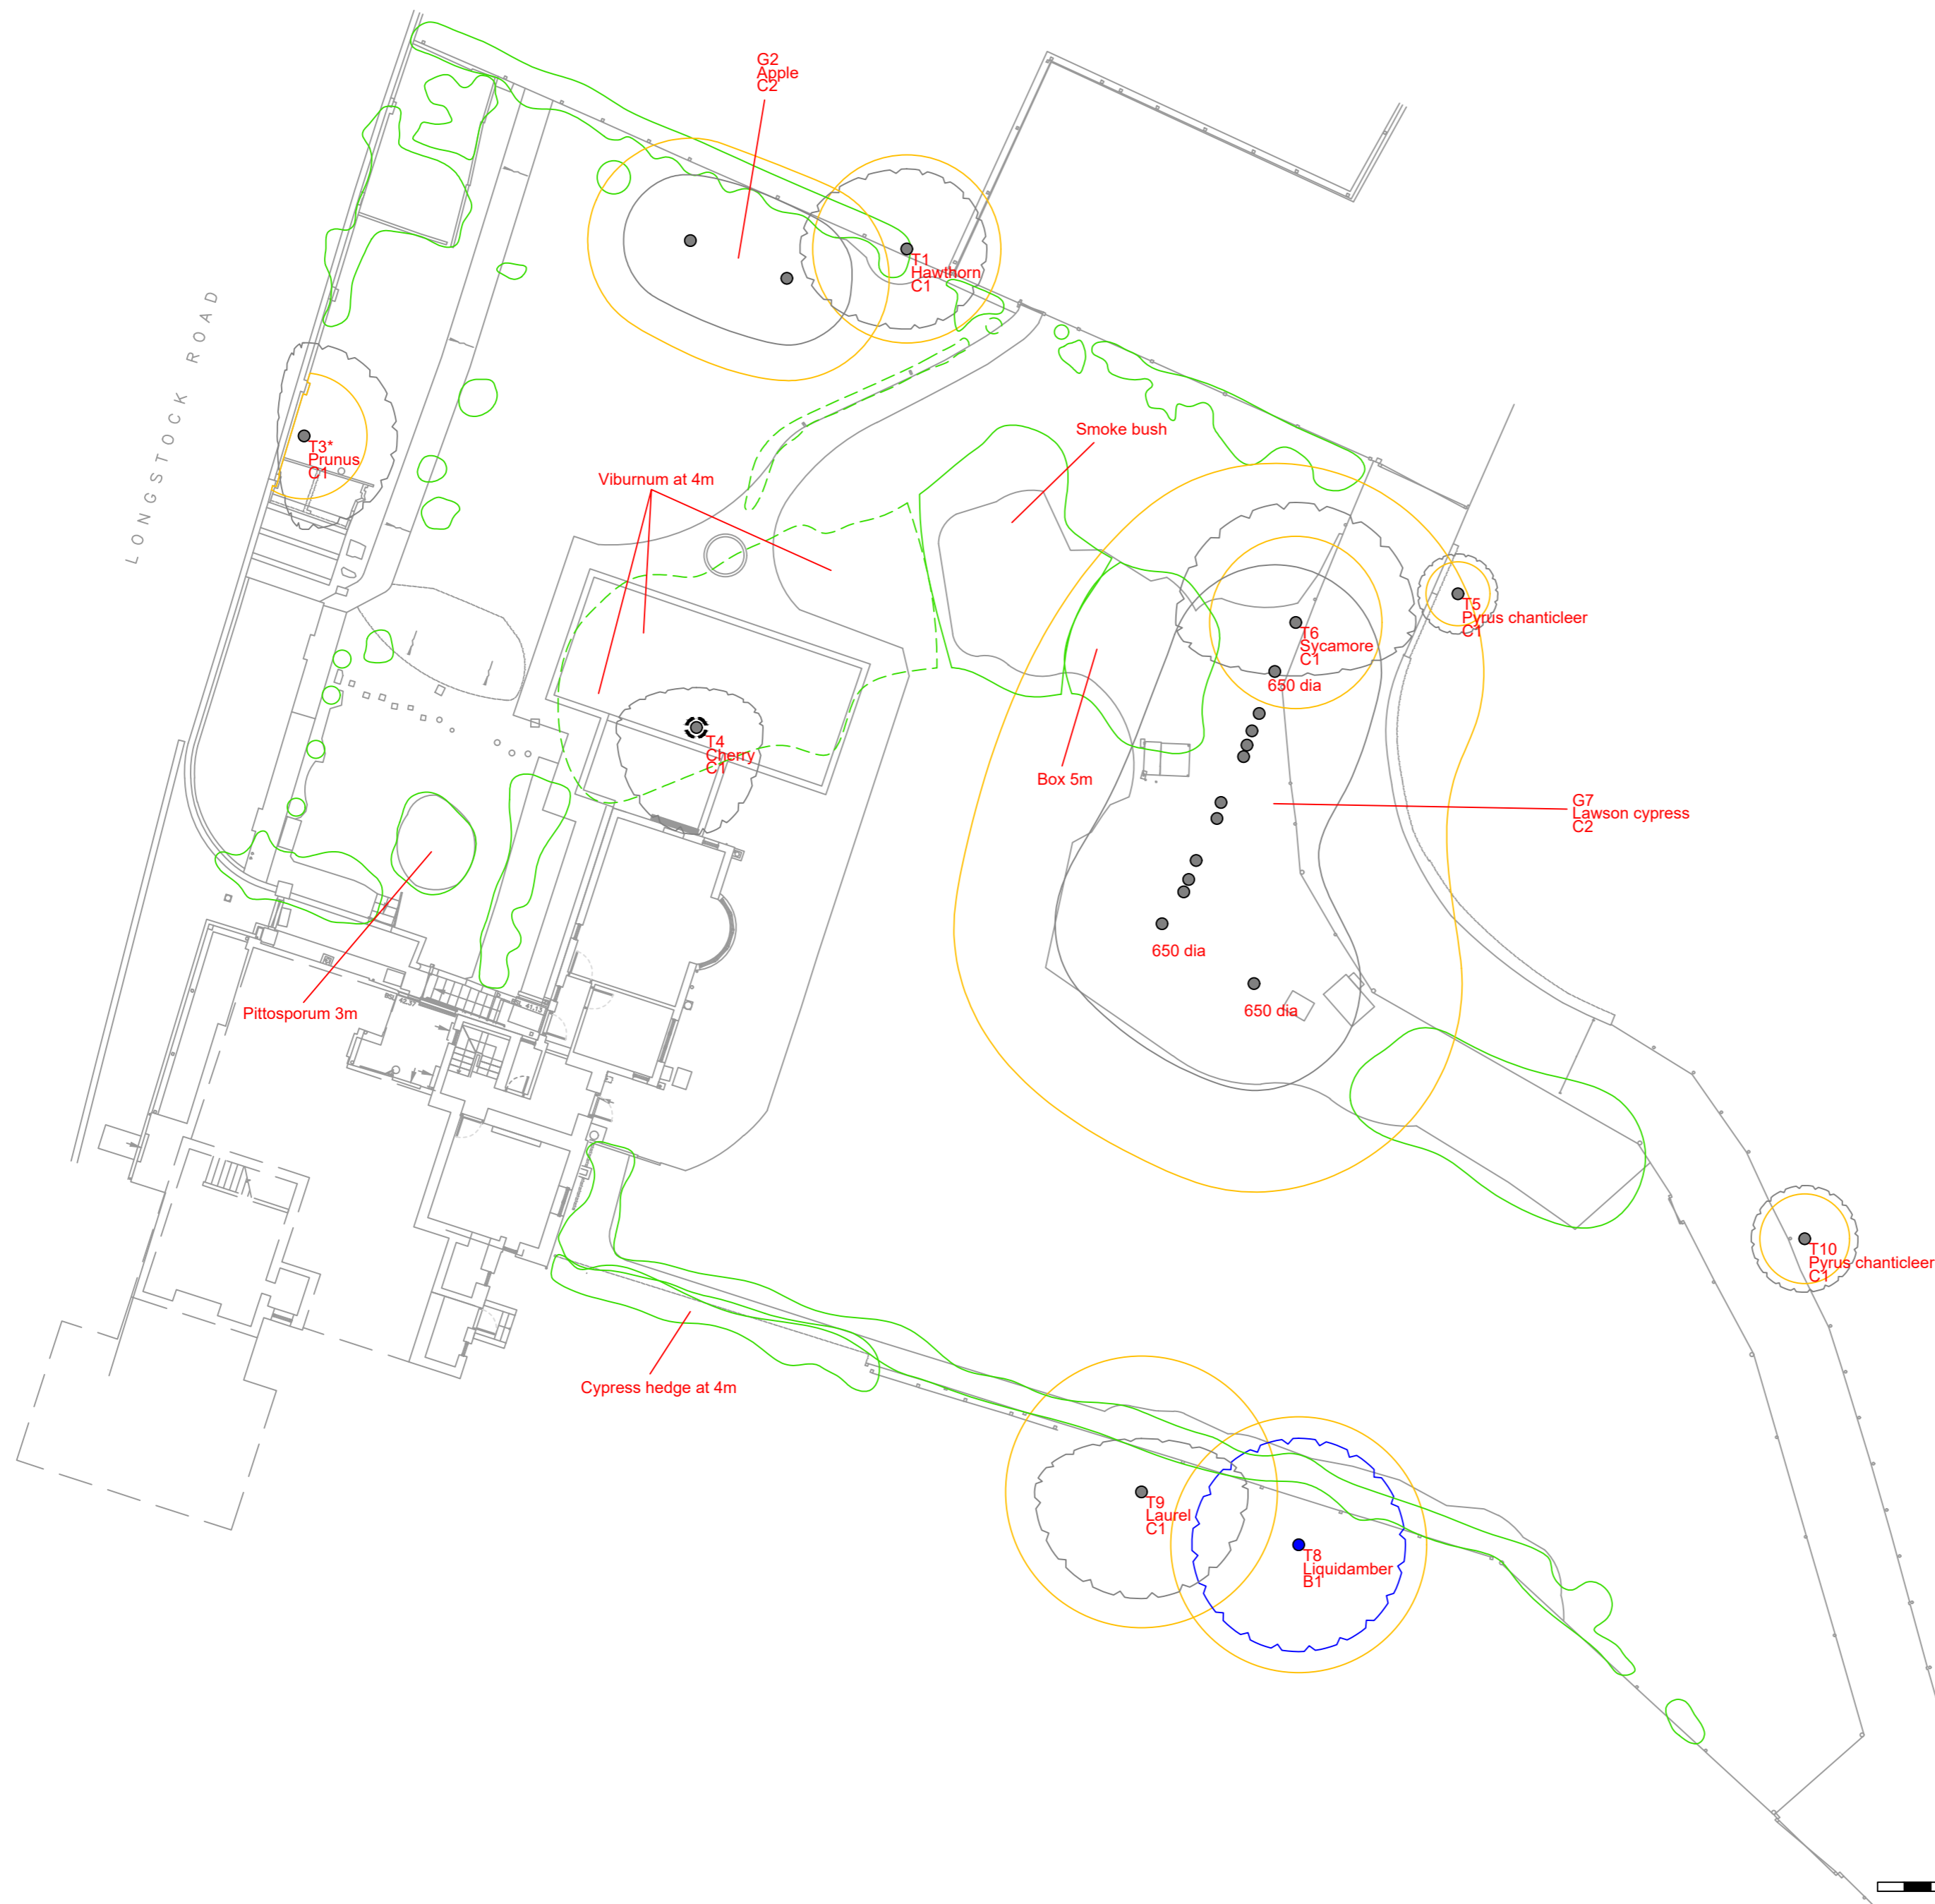 G2
Apple
C2
T1
Hawthorn
C1
LONGSTOCK ROAD
T3*
Prunus
C1
Smoke bush
Viburnum at 4m
T5
Pyrus chanticleer
C1
T6
Sycamore
C1
650 dia
T4
Cherry
C1
Box 5m
G7
Lawson cypress
C2
650 dia
650 dia
Pittosporum 3m
T10
Pyrus chanticleer
C1
Cypress hedge at 4m
T9
Laurel
C1
T8
Liquidamber
B1